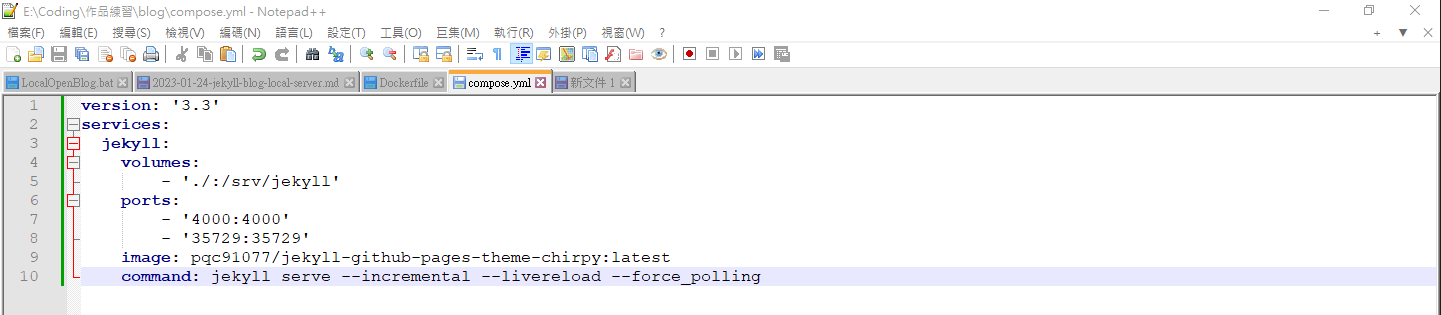 E:\Coding\作品練習\blog\compose.yml - Notepad++
檔案(F) 編輯(E) 搜尋(S) 檢視(V) 編碼(N) 語言(L) 設定(T) 工具(O) 巨集(M) 執行(R) 外掛(P) 視窗(W) ?
LocalOpenBlog.bat 2023-01-24-jekyll-blog-local-server.md Dockerfile compose.yml 新文件 1
1 version: '3.3'
2 services:
3 jekyll:
4 volumes:
5 - './:/srv/jekyll'
6 ports:
7 - '4000:4000'
8 - '35729:35729'
9 image: pqc91077/jekyll-github-pages-theme-chirpy:latest
10 command: jekyll serve --incremental --livereload --force_polling